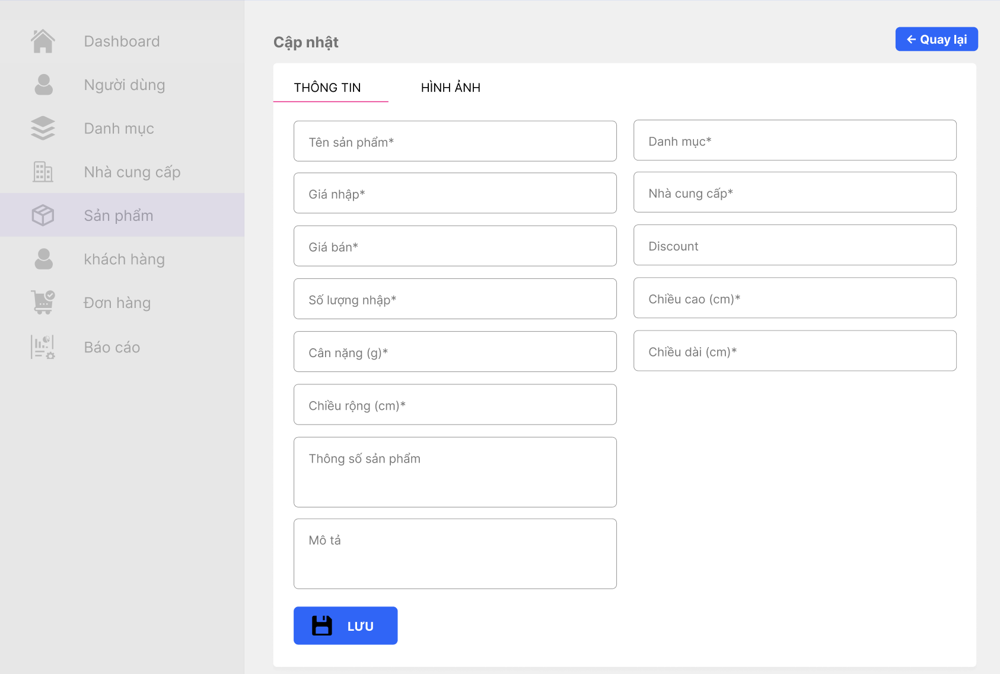 Dashboard
Người dùng
Danh mục
Nhà cung cấp
Sản phẩm
khách hàng
Đơn hàng
Báo cáo
Cập nhật
← Quay lại
THÔNG TIN
HÌNH ẢNH
Tên sản phẩm*
Danh mục*
Giá nhập*
Nhà cung cấp*
Giá bán*
Discount
Số lượng nhập*
Chiều cao (cm)*
Cân nặng (g)*
Chiều dài (cm)*
Chiều rộng (cm)*
Thông số sản phẩm
Mô tả
LƯU